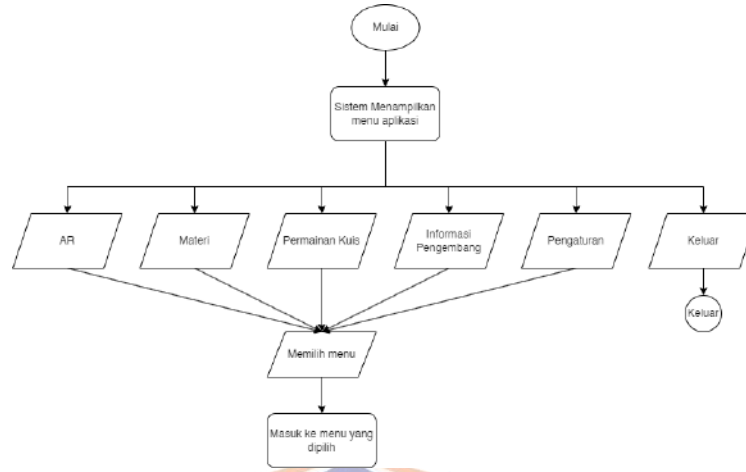 Mulai
Sistem Menampilkan
menu aplikasi
AR
Materi
Permainan Kuis
Informasi
Pengembang
Pengaturan
Keluar
Keluar
Memilih menu
Masuk ke menu yang
dipilih